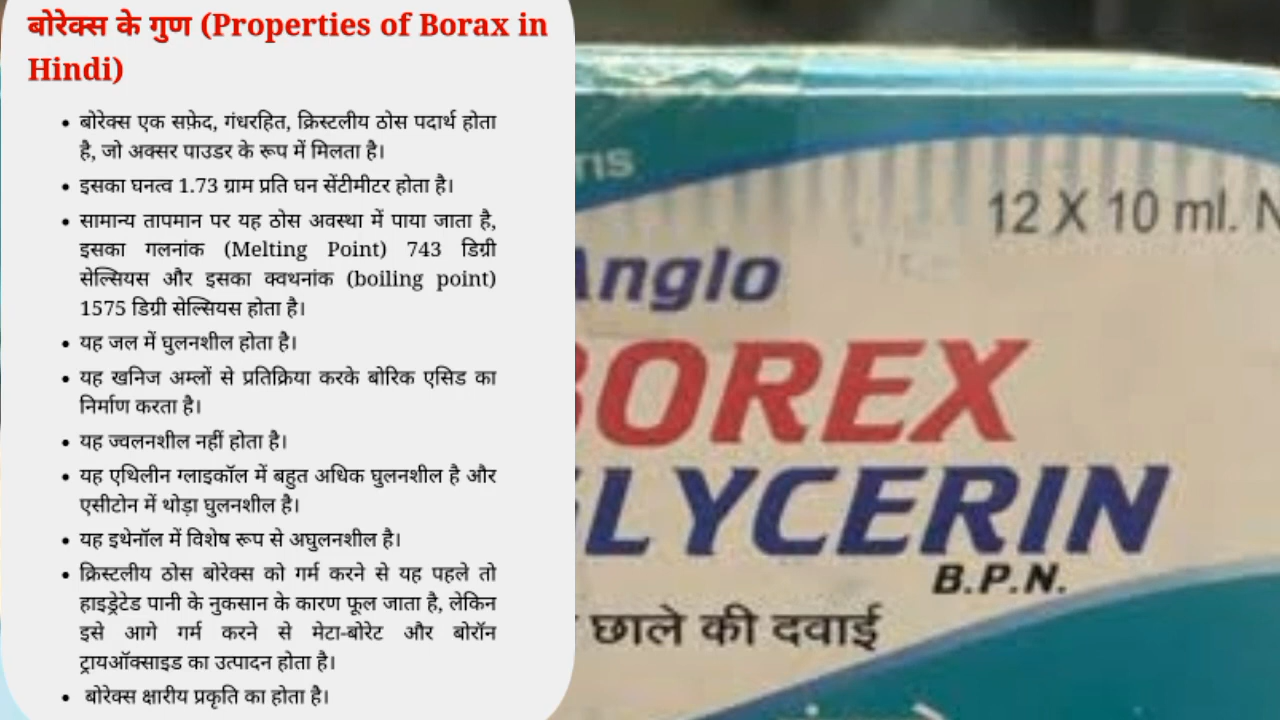 बोरेक्स के गुण (Properties of Borax in
Hindi)
• बोरेक्स एक सफ़ेद, गंधरहित, क्रिस्टलीय ठोस पदार्थ होता
है, जो अक्सर पाउडर के रूप में मिलता है।
• इसका घनत्व 1.73 ग्राम प्रति घन सेंटीमीटर होता है।
• सामान्य तापमान पर यह ठोस अवस्था में पाया जाता है,
इसका गलनांक (Melting Point) 743 डिग्री
सेल्सियस और इसका क्वथनांक (boiling point)
1575 डिग्री सेल्सियस होता है।
• यह जल में घुलनशील होता है।
• यह खनिज अम्लों से प्रतिक्रिया करके बोरिक एसिड का
निर्माण करता है।
• यह ज्वलनशील नहीं होता है।
• यह एथिलीन ग्लाइकॉल में बहुत अधिक घुलनशील है और
एसीटोन में थोड़ा घुलनशील है।
• यह इथेनॉल में विशेष रूप से अघुलनशील है।
• क्रिस्टलीय ठोस बोरेक्स को गर्म करने से यह पहले तो
हाइड्रेटेड पानी के नुकसान के कारण फूल जाता है, लेकिन
इसे आगे गर्म करने से मेटा-बोरेट और बोरॉन
ट्रायऑक्साइड का उत्पादन होता है।
• बोरेक्स क्षारीय प्रकृति का होता है।
12 X 10 ml.
Anglo
BOREX
GLYCERIN
B.P.N.
छाले की दवाई